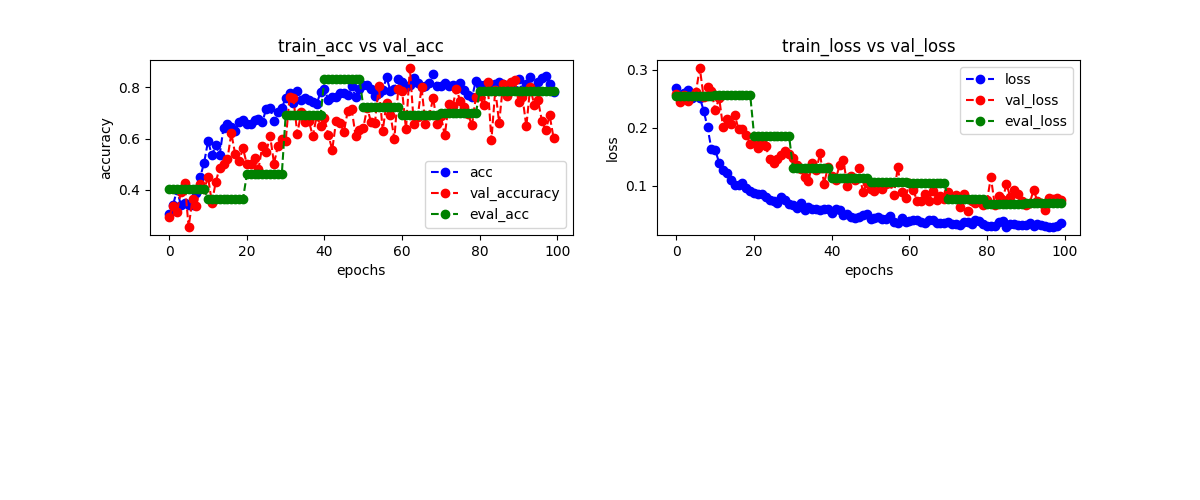 train_acc vs val_acc
accuracy
0.8
0.6
0.4
0
20
40
60
80
100
epochs
acc
val_accuracy
eval_acc
train_loss vs val_loss
loss
0.3
0.2
0.1
0
20
40
60
80
100
epochs
loss
val_loss
eval_loss